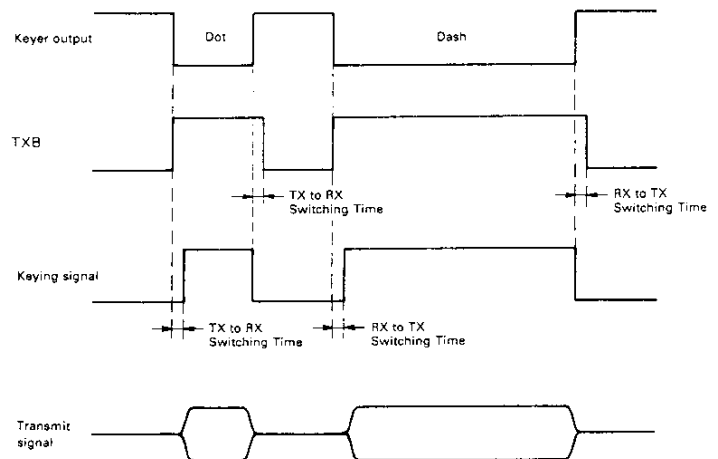 Keyer output
Dot
Dash
TXB
TX to RX
Switching Time
RX to TX
Switching Time
Keying signal
TX to RX
Switching Time
RX to TX
Switching Time
Transmit
signal